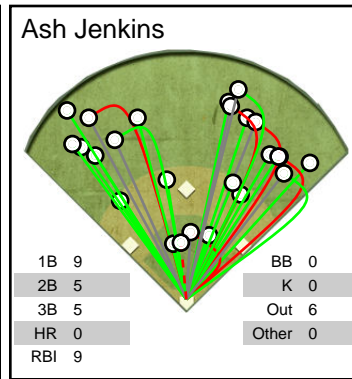 Ash Jenkins
1B 9 BB 0
2B 5 K 0
3B 5 Out 6
HR 0 Other 0
RBI 9